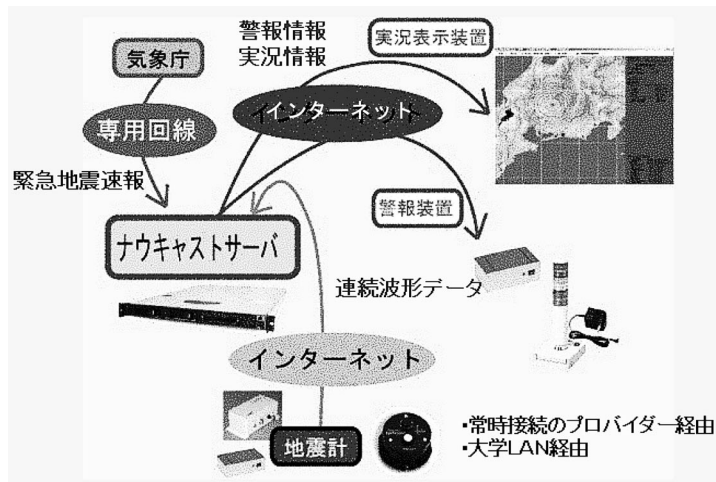 警報情報
実況情報
実況表示装置
気象庁
インターネット
専用回線
緊急地震速報
警報装置
ナウキャストサーバ
連続波形データ
インターネット
・常時接続のプロバイダー経由
地震計
・大学LAN経由